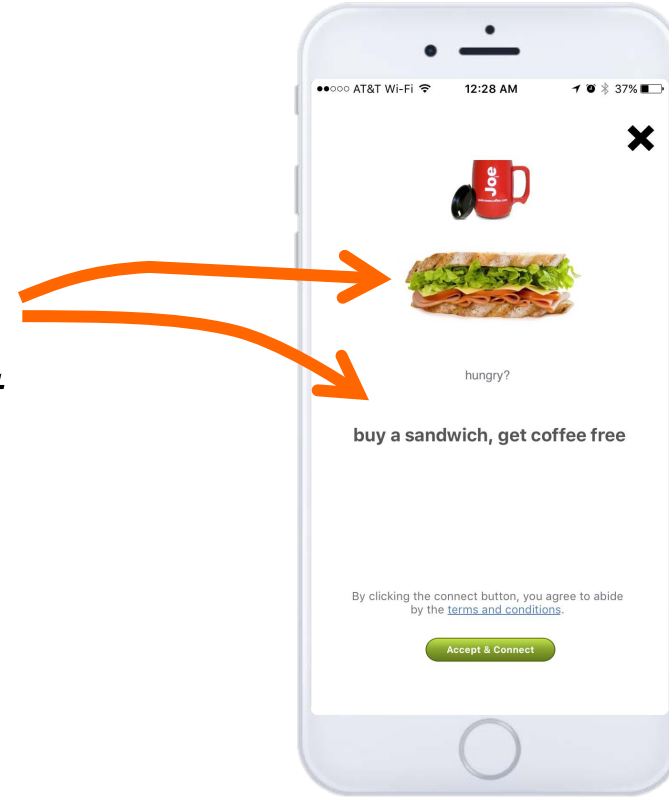 AT&T Wi-Fi 12:28 AM 37%
Joe
hungry?
buy a sandwich, get coffee free
By clicking the connect button, you agree to abide
by the terms and conditions.
Accept & Connect